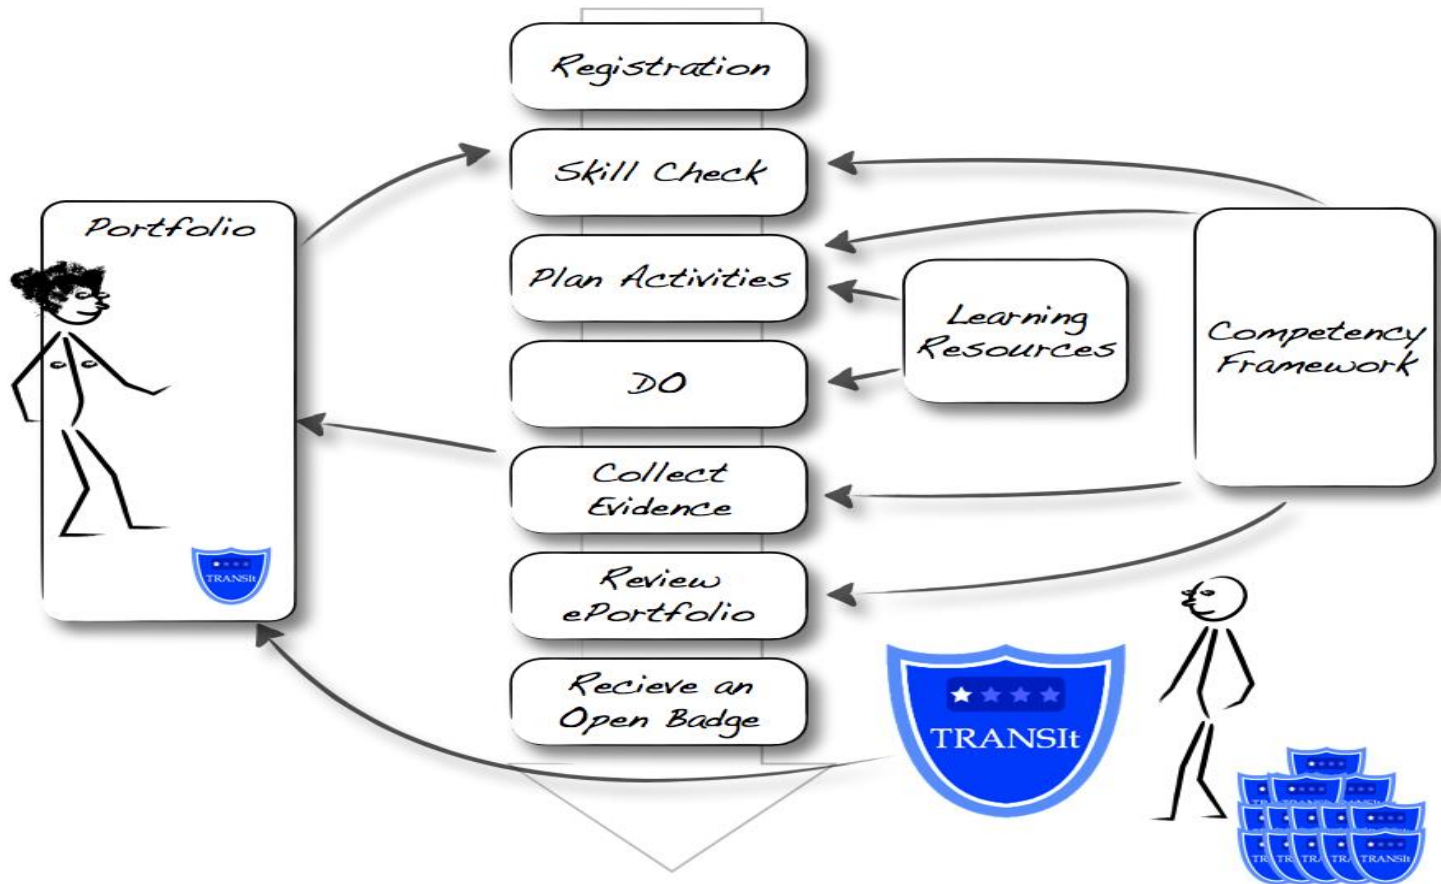 Registration
Skill Check
Portfolio
Plan Activities
Learning
Resources
Competency
Framework
DO
Collect
Evidence
TRANSIt
Review
ePortfolio
Recieve an
Open Badge
TRANSIt
TRANSIt